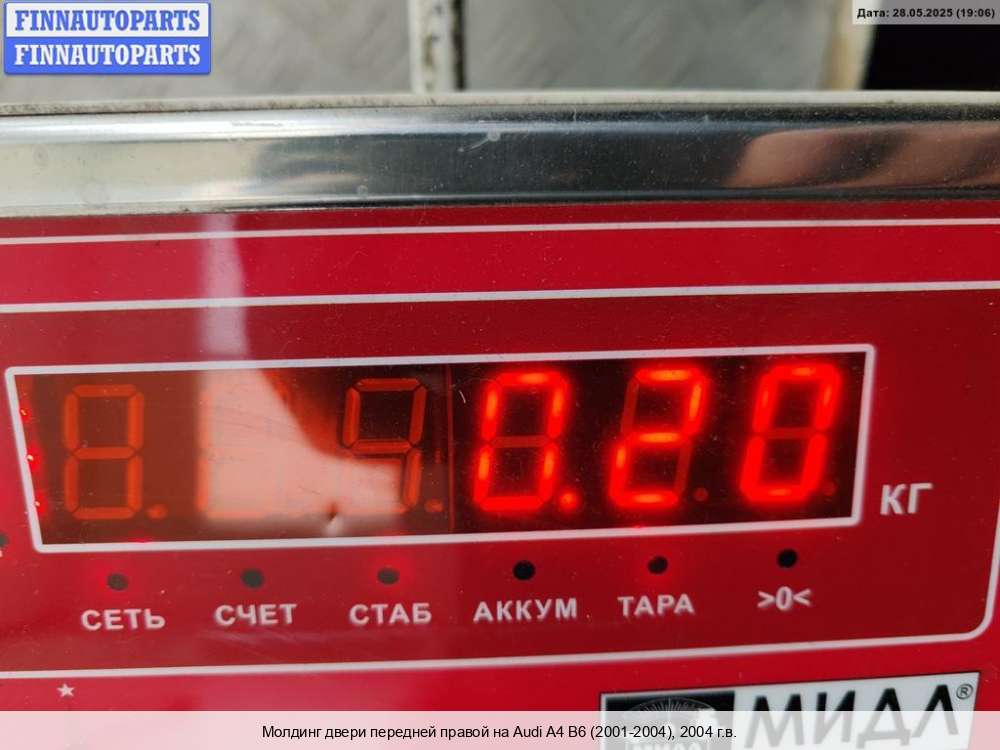 FINNAUTOPARTS
FINNAUTOPARTS
Дата: 28.05.2025 (19:06)
0.20
КГ
СЕТЬ СЧЕТ СТАБ АККУМ ТАРА >0<
МИДЛ®
Молдинг двери передней правой на Audi A4 B6 (2001-2004), 2004 г.в.